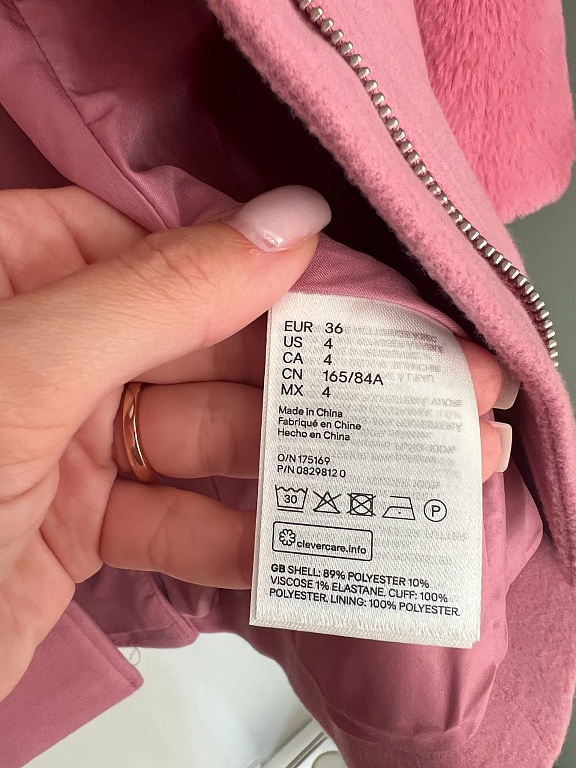 EUR 36
US 4
CA 4
CN 165/84A
MX 4
Made in China
Fabriqué en Chine
Hecho en China
O/N 175169
P/N 0829812 0
30
P
clevercare.info
GB SHELL: 89% POLYESTER 10%
VISCOSE 1% ELASTANE, CUFF: 100%
POLYESTER, LINING: 100% POLYESTER.